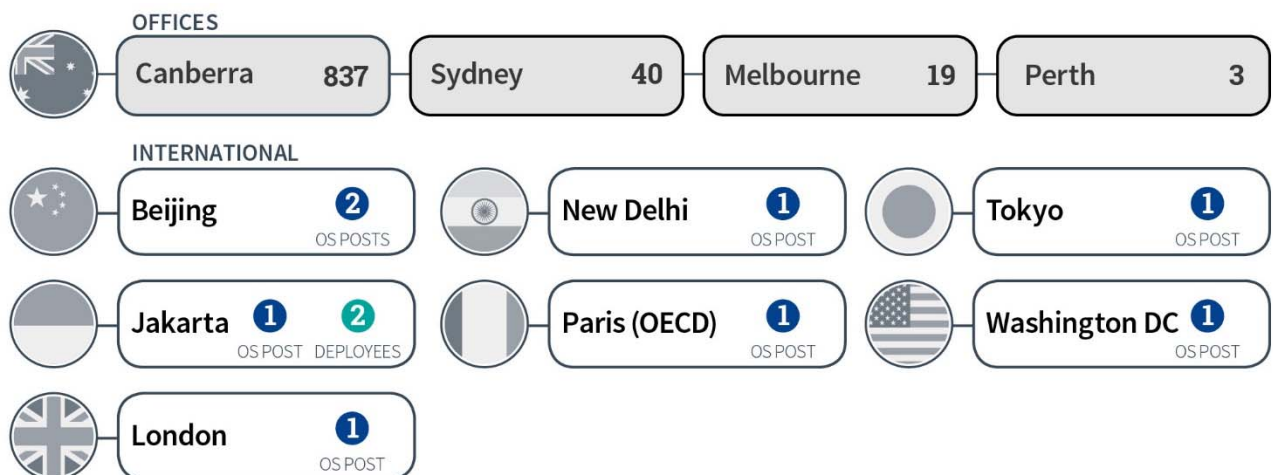 OFFICES
Canberra 837 Sydney 40 Melbourne 19 Perth 3
INTERNATIONAL
Beijing 2 New Delhi 1 Tokyo 1
OS POSTS OS POST OS POST
Jakarta 1 2 Paris (OECD) 1 Washington DC 1
OS POST DEPLOYEES OS POST OS POST
London 1
OS POST